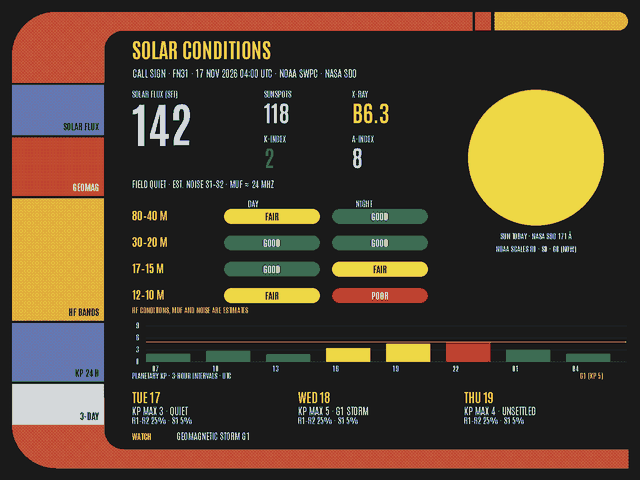 SOLAR CONDITIONS
CALL SIGN · FN31 · 17 NOV 2026 04:00 UTC · NOAA SWPC · NASA SDO
SOLAR FLUX
GEOMAG
HF BANDS
KP 24 H
3-DAY
SOLAR FLUX (SFI)
142
SUNSPOTS
118
X-RAY
B6.3
K-INDEX
2
A-INDEX
8
FIELD QUIET · EST. NOISE S1-S2 · MUF ≈ 24 MHZ
SUN TODAY · NASA SDO 171 Å
NOAA SCALES R0 · S0 · G0 (NOW)
DAY NIGHT
80-40 M FAIR GOOD
30-20 M GOOD GOOD
17-15 M GOOD FAIR
12-10 M FAIR POOR
HF CONDITIONS, MUF AND NOISE ARE ESTIMATES
9
6
3
0
07 10 13 16 19 22 01 04
PLANETARY KP · 3-HOUR INTERVALS · UTC
G1 (KP 5)
TUE 17
KP MAX 3 · QUIET
R1-R2 25% · S1 5%
WED 18
KP MAX 5 · G1 STORM
R1-R2 25% · S1 5%
THU 19
KP MAX 4 · UNSETTLED
R1-R2 25% · S1 5%
WATCH GEOMAGNETIC STORM G1